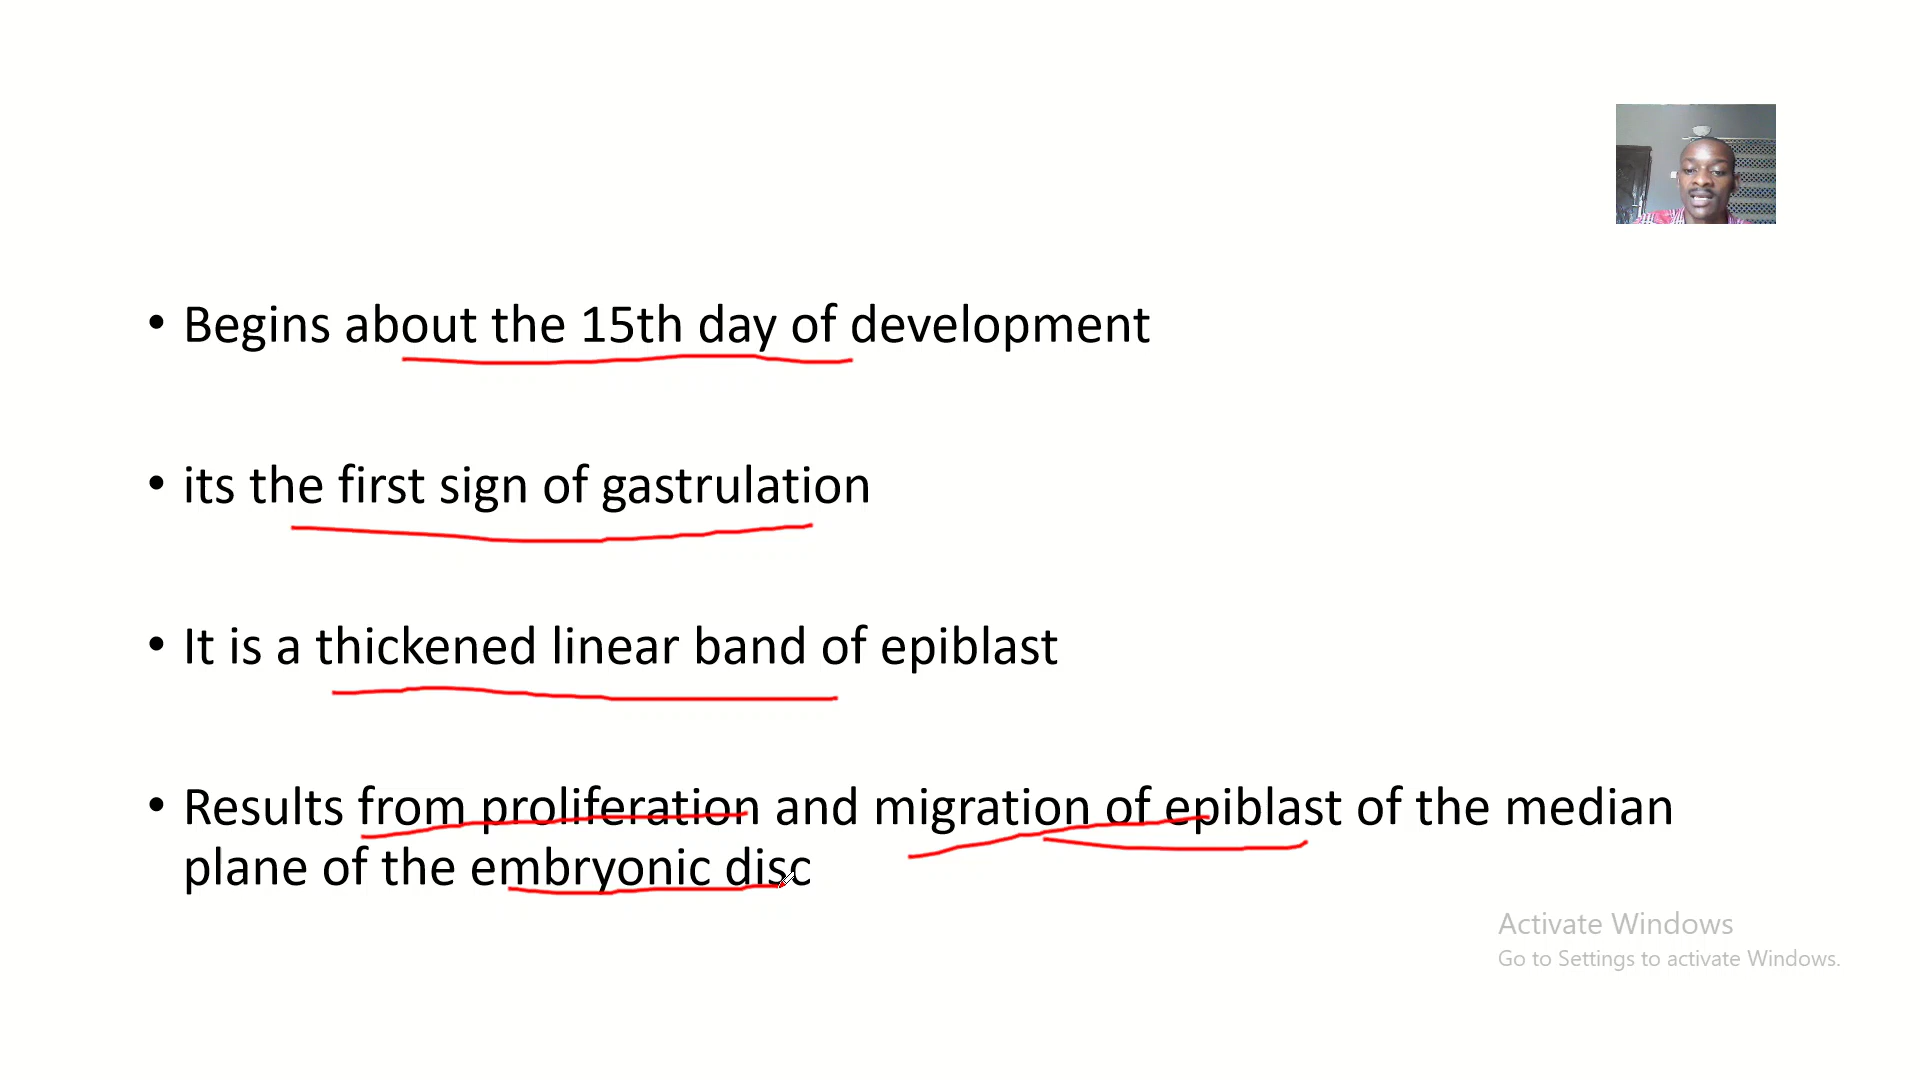 • Begins about the 15th day of development
• its the first sign of gastrulation
• It is a thickened linear band of epiblast
• Results from proliferation and migration of epiblast of the median
plane of the embryonic disc
Activate Windows
Go to Settings to activate Windows.